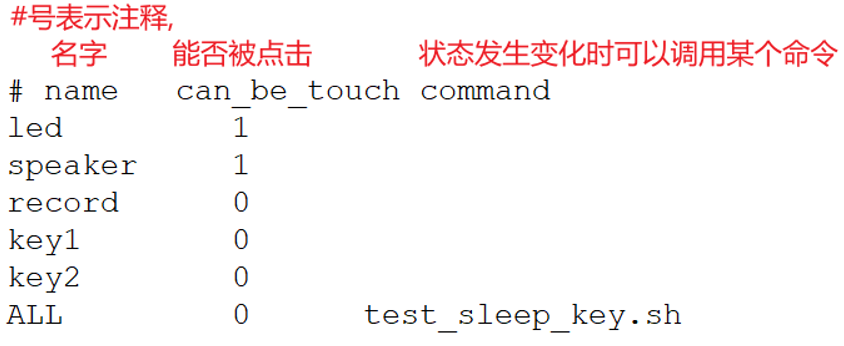 #号表示注释,
名字 能否被点击 状态发生变化时可以调用某个命令
# name can_be_touch command
led 1
speaker 1
record 0
key1 0
key2 0
ALL 0 test_sleep_key.sh